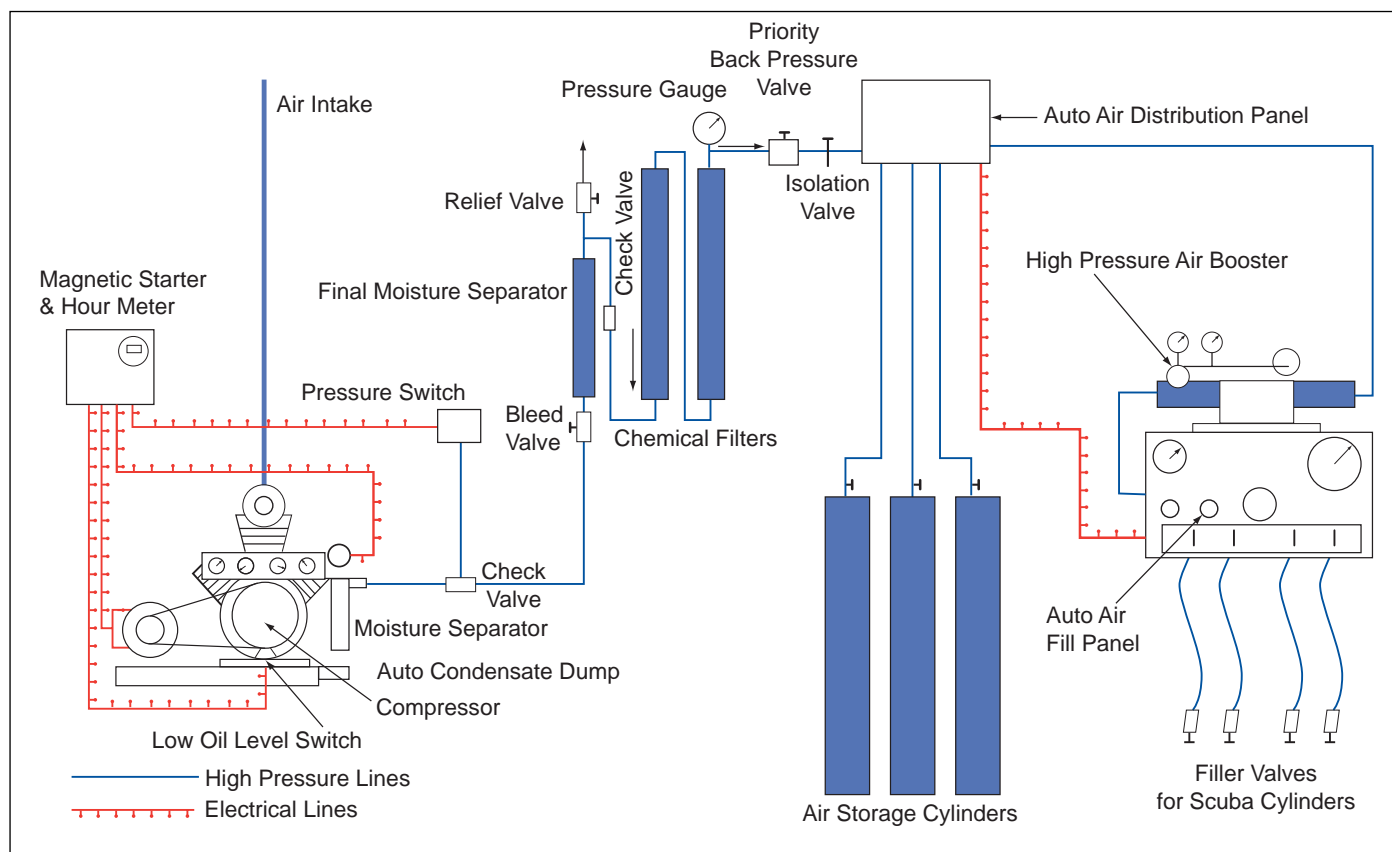 Priority
Back Pressure
Valve
Pressure Gauge
Air Intake
Auto Air Distribution Panel
Isolation
Valve
Relief Valve
Check Valve
High Pressure Air Booster
Magnetic Starter
& Hour Meter
Final Moisture Separator
Pressure Switch
Bleed
Valve
Chemical Filters
Check
Valve
Moisture Separator
Auto Air
Fill Panel
Auto Condensate Dump
Compressor
Low Oil Level Switch
High Pressure Lines
Electrical Lines
Air Storage Cylinders
Filler Valves
for Scuba Cylinders